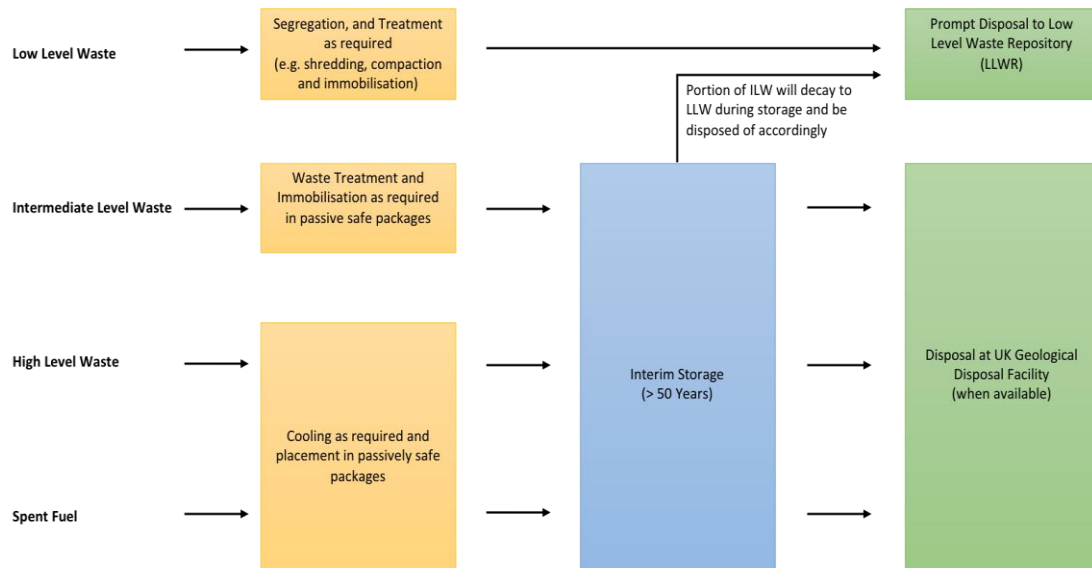 Low Level Waste
Segregation, and Treatment
as required
(e.g. shredding, compaction
and immobilisation)
Prompt Disposal to Low
Level Waste Repository
(LLWR)
Portion of ILW will decay to
LLW during storage and be
disposed of accordingly
Intermediate Level Waste
Waste Treatment and
Immobilisation as required
in passive safe packages
High Level Waste
Interim Storage
(> 50 Years)
Disposal at UK Geological
Disposal Facility
(when available)
Cooling as required and
placement in passively safe
packages
Spent Fuel